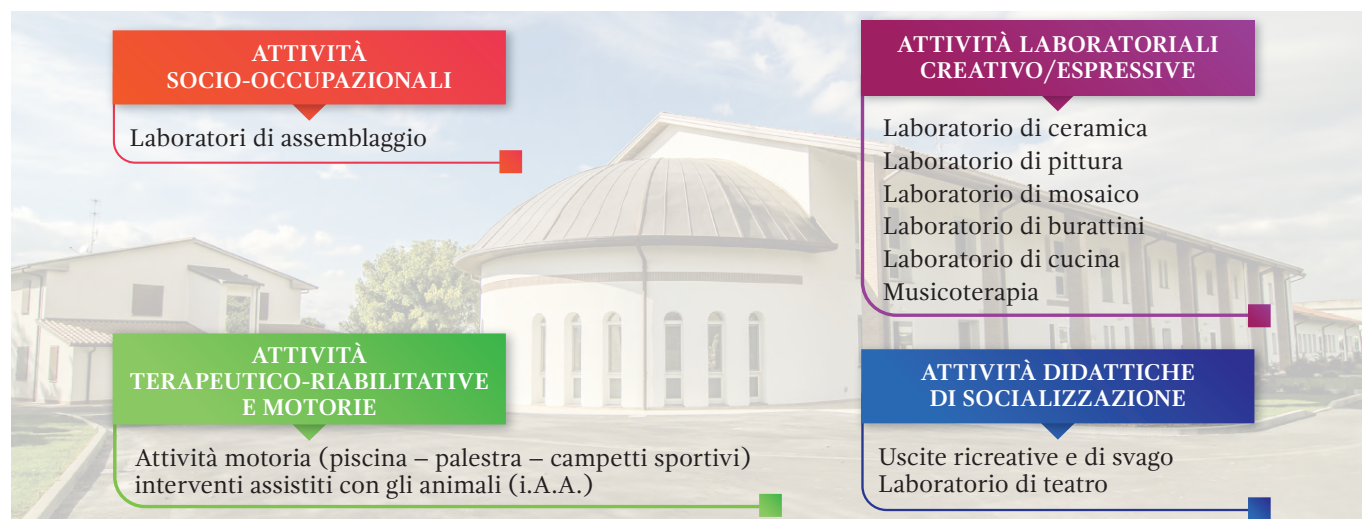 ATTIVITÀ
SOCIO-OCCUPAZIONALI
Laboratori di assemblaggio
ATTIVITÀ LABORATORIALI
CREATIVO/ESPRESSIVE
Laboratorio di ceramica
Laboratorio di pittura
Laboratorio di mosaico
Laboratorio di burattini
Laboratorio di cucina
Musicoterapia
ATTIVITÀ
TERAPEUTICO-RIABILITATIVE
E MOTORIE
Attività motoria (piscina – palestra – campetti sportivi)
interventi assistiti con gli animali (i.A.A.)
ATTIVITÀ DIDATTICHE
DI SOCIALIZZAZIONE
Uscite ricreative e di svago
Laboratorio di teatro